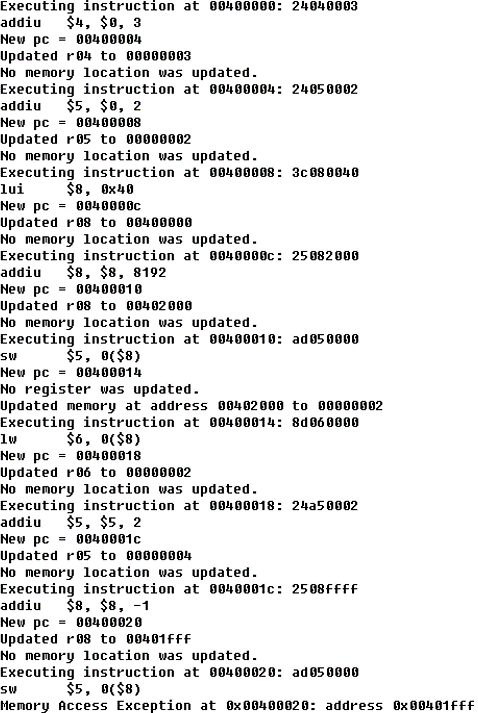 Executing instruction at 00400000: 24040003
addiu $4, $0, 3
New pc = 00400004
Updated r04 to 00000003
No memory location was updated.
Executing instruction at 00400004: 24050002
addiu $5, $0, 2
New pc = 00400008
Updated r05 to 00000002
No memory location was updated.
Executing instruction at 00400008: 3c080040
lui $8, 0x40
New pc = 0040000c
Updated r08 to 00400000
No memory location was updated.
Executing instruction at 0040000c: 25082000
addiu $8, $8, 8192
New pc = 00400010
Updated r08 to 00402000
No memory location was updated.
Executing instruction at 00400010: ad050000
sw $5, 0($8)
New pc = 00400014
No register was updated.
Updated memory at address 00402000 to 00000002
Executing instruction at 00400014: 8d060000
lw $6, 0($8)
New pc = 00400018
Updated r06 to 00000002
No memory location was updated.
Executing instruction at 00400018: 24a50002
addiu $5, $5, 2
New pc = 0040001c
Updated r05 to 00000004
No memory location was updated.
Executing instruction at 0040001c: 2508ffff
addiu $8, $8, -1
New pc = 00400020
Updated r08 to 00401fff
No memory location was updated.
Executing instruction at 00400020: ad050000
sw $5, 0($8)
Memory Access Exception at 0x00400020: address 0x00401fff